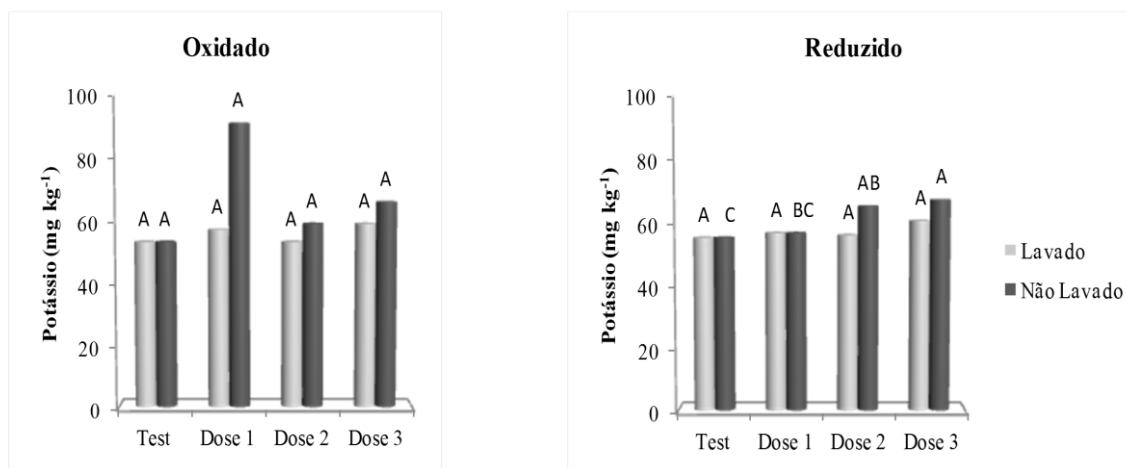 Oxidado
Potássio (mg kg⁻¹)
100
80
60
40
20
0
A A
A A
A A
A A
Test Dose 1 Dose 2 Dose 3
Reduzido
Potássio (mg kg⁻¹)
100
80
60
40
20
0
A C
A BC
A AB
A A
Test Dose 1 Dose 2 Dose 3
Lavado
Não Lavado